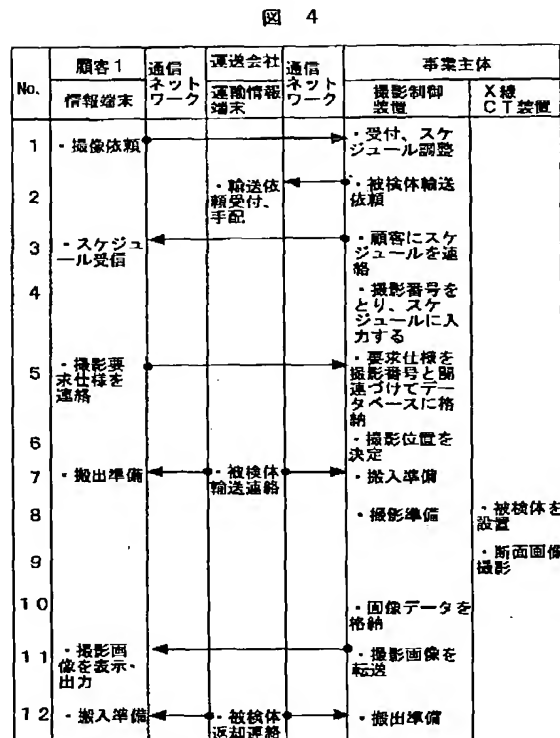 図 4
No.
顧客1
情報端末
通信
ネット
ワーク
運送会社
運輸情報
端末
通信
ネット
ワーク
事業主体
撮影制御
装置
X線
CT装置
1
・撮像依頼
・受付、スケ
ジュール調整
2
・輸送依
頼受付、
手配
・被検体輸送
依頼
3
・スケジュ
ール受信
・顧客にスケ
ジュールを連
絡
4
・撮影番号を
とり、スケ
ジュールに入
力する
5
・撮影要
求仕様を
連絡
・要求仕様を
撮影番号と関
連づけてデー
タベースに格
納
6
・撮影位置を
決定
7
・搬出準備
・被検体
輸送連絡
・搬入準備
8
・撮影準備
・被検体を
設置
9
・断面画像
撮影
10
・画像データを
格納
11
・撮影画
像を表示・
出力
・撮影画像を
転送
12
・搬入準備
・被検体
返却連絡
・搬出準備